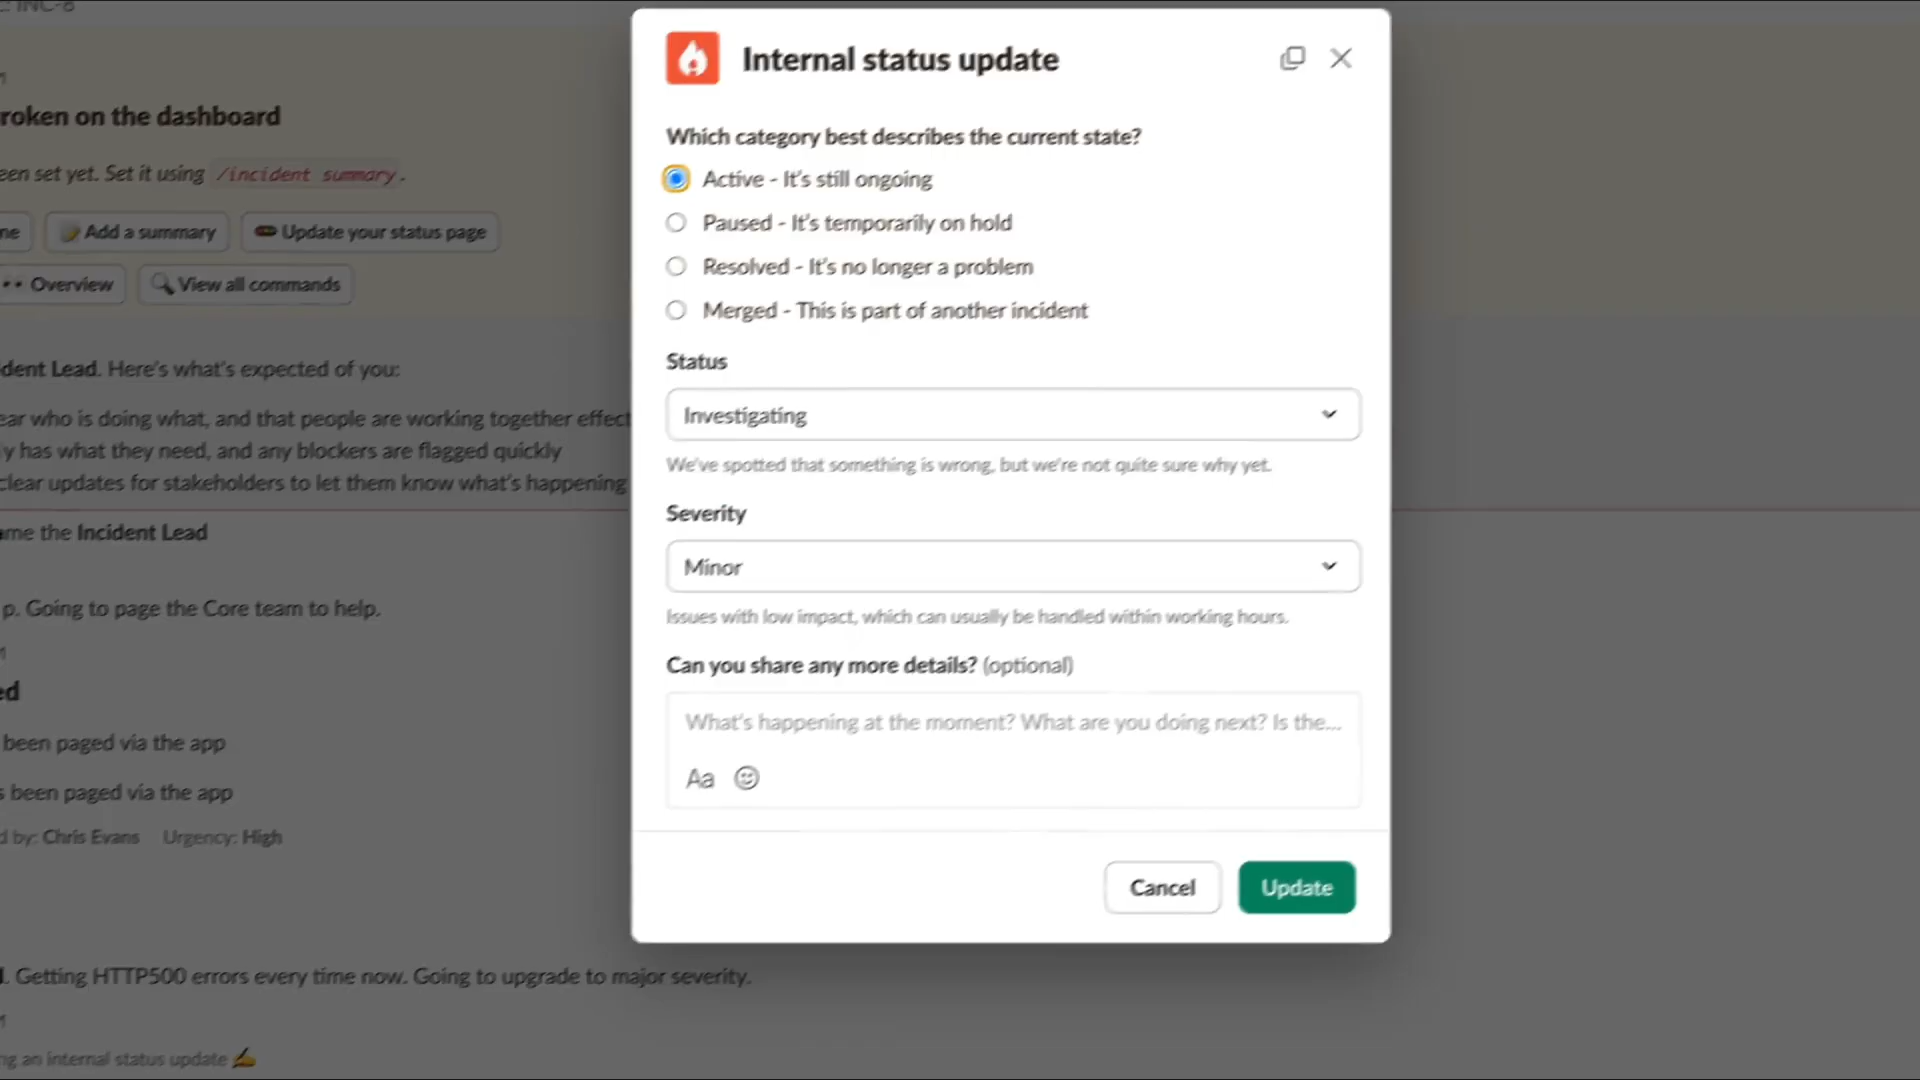 : INC-8
roken on the dashboard
een set yet. Set it using /incident summary.
ne Add a summary Update your status page
Overview View all commands
dent Lead. Here's what's expected of you:
ear who is doing what, and that people are working together effect
y has what they need, and any blockers are flagged quickly
clear updates for stakeholders to let them know what's happening
ame the Incident Lead
p. Going to page the Core team to help.
ed
been paged via the app
s been paged via the app
d by: Chris Evans Urgency: High
. Getting HTTP500 errors every time now. Going to upgrade to major severity.
ng an internal status update
Internal status update
Which category best describes the current state?
Active - It's still ongoing
Paused - It's temporarily on hold
Resolved - It's no longer a problem
Merged - This is part of another incident
Status
Investigating
We've spotted that something is wrong, but we're not quite sure why yet.
Severity
Minor
Issues with low impact, which can usually be handled within working hours.
Can you share any more details? (optional)
What's happening at the moment? What are you doing next? Is the...
Aa
Cancel Update